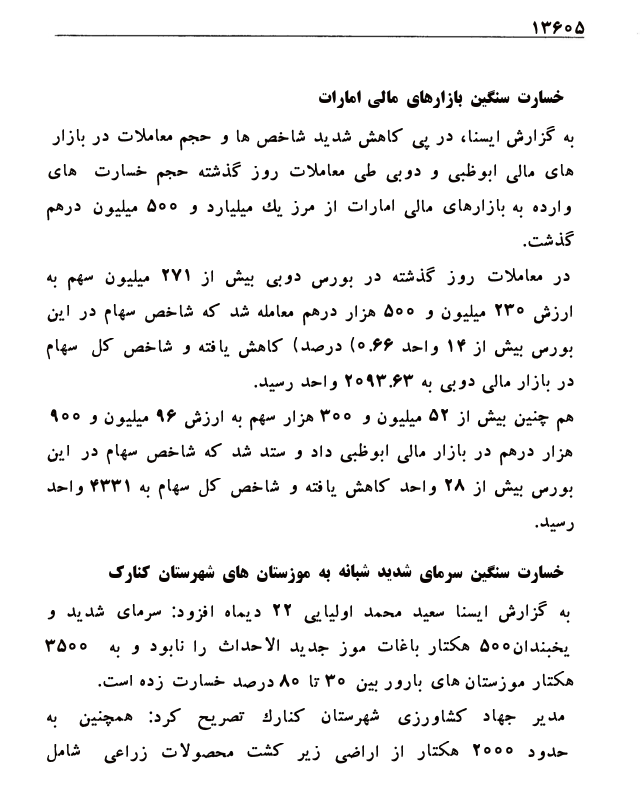 ۱۳۶۰۵
خسارت سنگین بازارهای مالی امارات
به گزارش ایسنا، در پی کاهش شدید شاخص ها و حجم معاملات در بازار
های مالی ابوظبی و دوبی طی معاملات روز گذشته حجم خسارت های
وارده به بازارهای مالی امارات از مرز یك میلیارد و ۵۰۰ میلیون درهم
گذشت.
در معاملات روز گذشته در بورس دوبی بیش از ۲۷۱ میلیون سهم به
ارزش ۲۳۰ میلیون و ۵۰۰ هزار درهم معامله شد که شاخص سهام در این
بورس بیش از ۱۴ واحد ۰.۶۶) درصد) کاهش یافته و شاخص کل سهام
در بازار مالی دوبی به ۲۰۹۳.۶۳ واحد رسید.
هم چنین بیش از ۵۲ میلیون و ۳۰۰ هزار سهم به ارزش ۹۶ میلیون و ۹۰۰
هزار درهم در بازار مالی ابوظبی داد و ستد شد که شاخص سهام در این
بورس بیش از ۲۸ واحد کاهش یافته و شاخص کل سهام به ۴۳۳۱ واحد
رسید.
خسارت سنگین سرمای شدید شبانه به موزستان های شهرستان کنارک
به گزارش ایسنا سعید محمد اولیایی ۲۲ دیماه افزود: سرمای شدید و
یخبندان۵۰۰ هکتار باغات موز جدید الاحداث را نابود و به ۳۵۰۰
هکتار موزستان های بارور بین ۳۰ تا ۸۰ درصد خسارت زده است.
مدیر جهاد کشاورزی شهرستان کنارك تصریح کرد: همچنین به
حدود ۲۰۰۰ هکتار از اراضی زیر کشت محصولات زراعی شامل